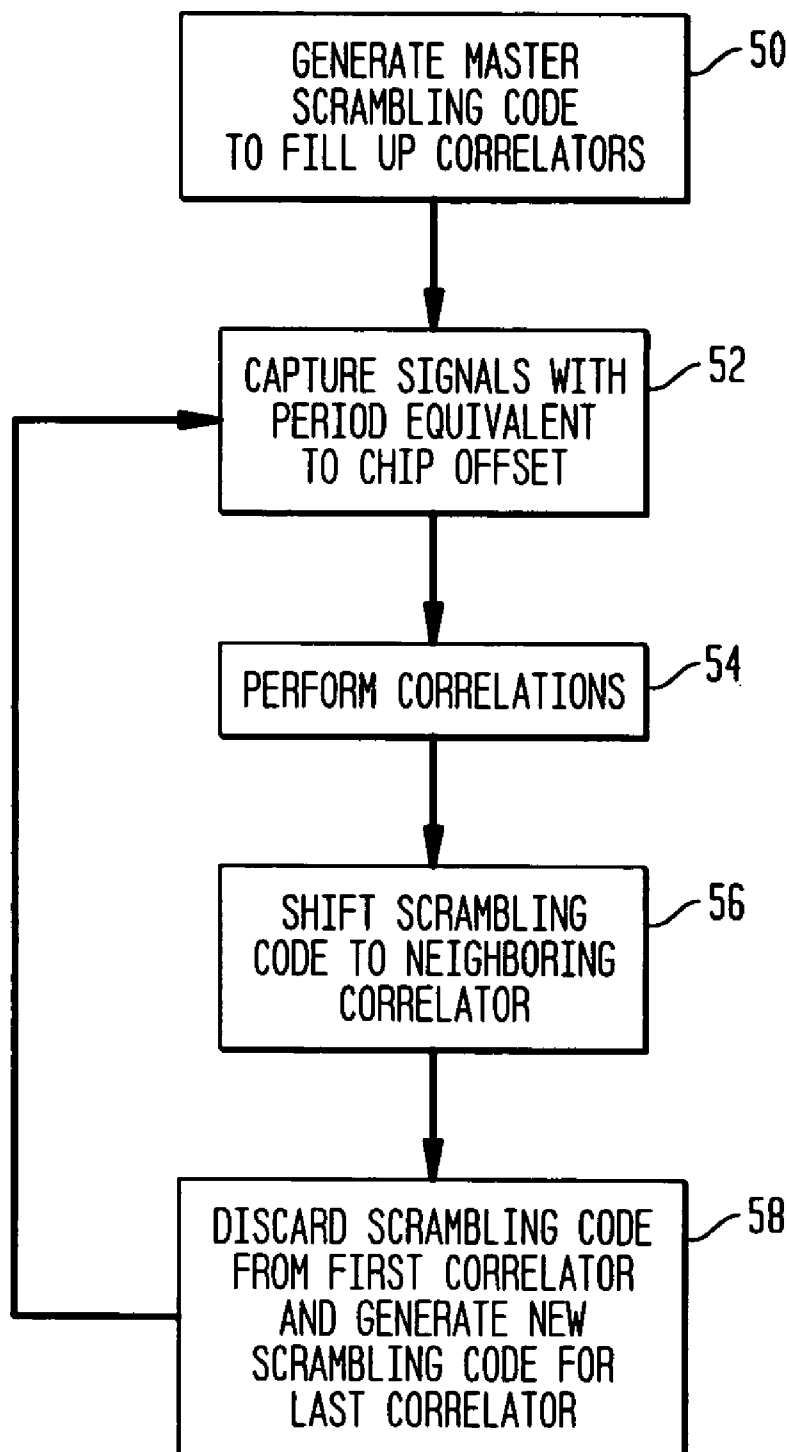 GENERATE MASTER
SCRAMBLING CODE
TO FILL UP CORRELATORS
50
CAPTURE SIGNALS WITH
PERIOD EQUIVALENT
TO CHIP OFFSET
52
PERFORM CORRELATIONS
54
SHIFT SCRAMBLING
CODE TO NEIGHBORING
CORRELATOR
56
DISCARD SCRAMBLING CODE
FROM FIRST CORRELATOR
AND GENERATE NEW
SCRAMBLING CODE FOR
LAST CORRELATOR
58